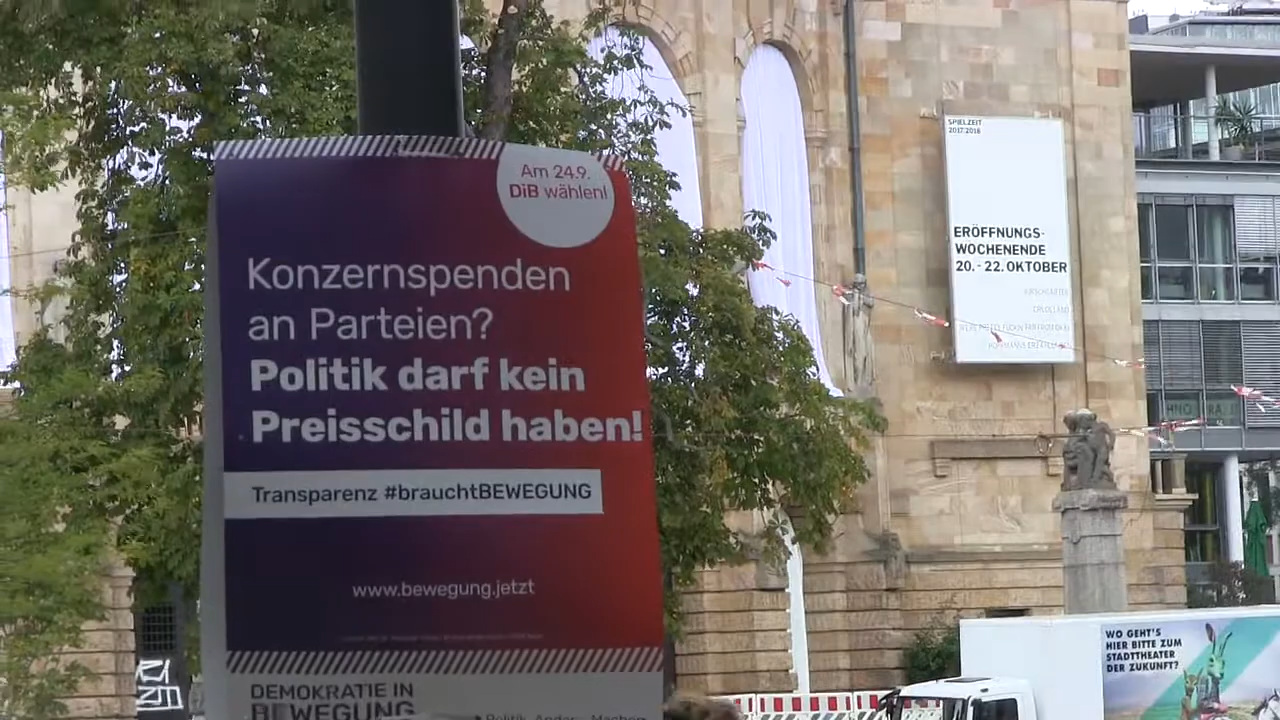 Am 24.9.
DiB wählen!
Konzernspenden
an Parteien?
Politik darf kein
Preisschild haben!
Transparenz #brauchtBEWEGUNG
www.bewegung.jetzt
DEMOKRATIE IN
BEWEGUNG
SPIELZEIT
2017.2018
ERÖFFNUNGS-
WOCHENENDE
20.- 22. OKTOBER
WO GEHT'S
HIER BITTE ZUM
STADTTHEATER
DER ZUKUNFT?